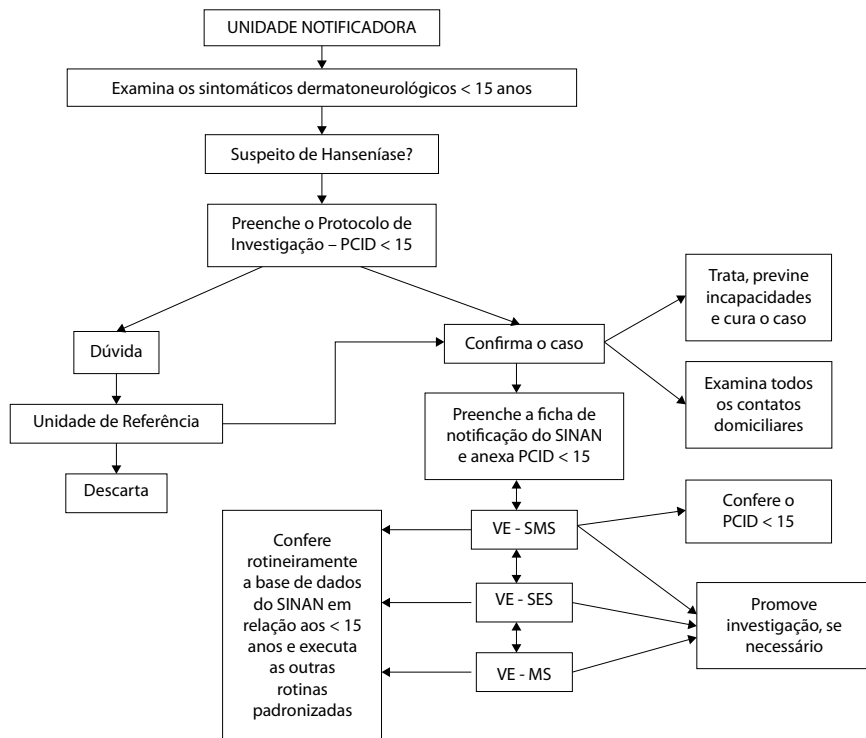 UNIDADE NOTIFICADORA
Examina os sintomáticos dermatoneurológicos < 15 anos
Suspeito de Hanseníase?
Preenche o Protocolo de
Investigação – PCID < 15
Dúvida
Unidade de Referência
Descarta
Confirma o caso
Trata, previne
incapacidades
e cura o caso
Examina todos
os contatos
domiciliares
Preenche a ficha de
notificação do SINAN
e anexa PCID < 15
VE - SMS
Confere o
PCID < 15
Confere
rotineiramente
a base de dados
do SINAN em
relação aos < 15
anos e executa
as outras
rotinas
padronizadas
VE - SES
VE - MS
Promove
investigação, se
necessário